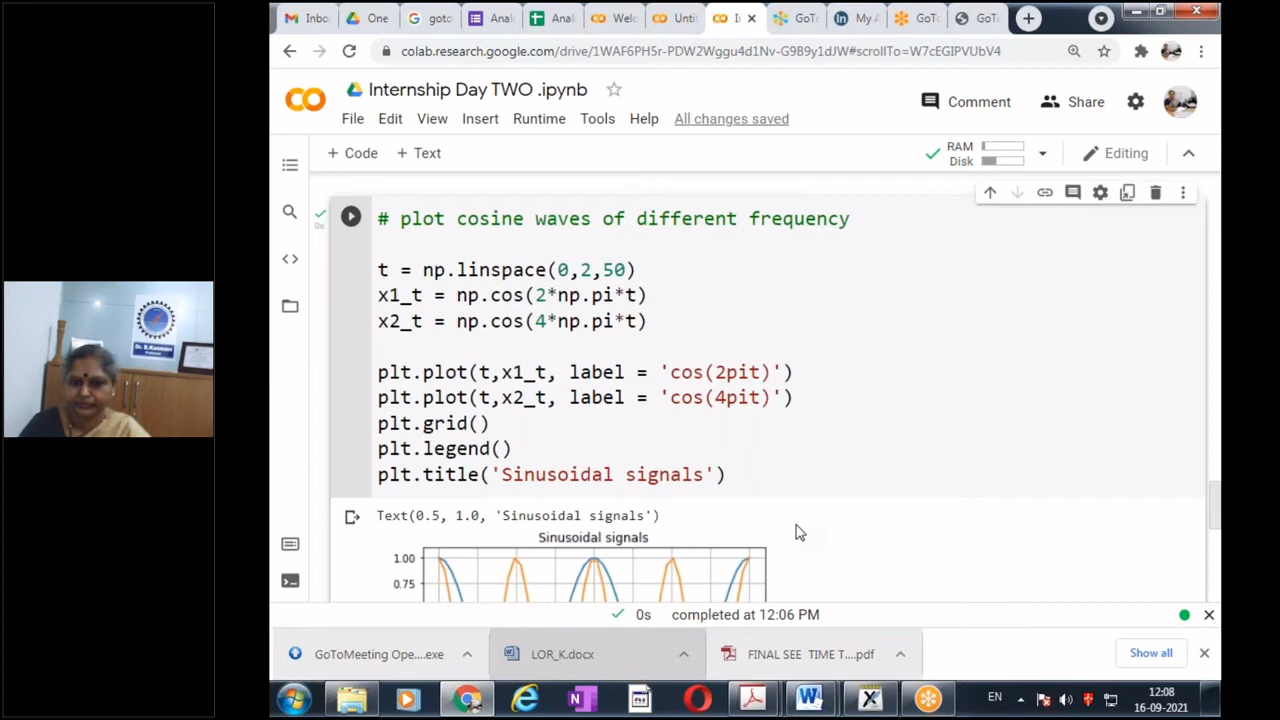 Inbo
One
goto
Anal
Anal
Welc
Unti
I
GoTo
My A
GoT
GoTo
colab.research.google.com/drive/1WAF6PH5r-PDW2Wggu4d1Nv-G9B9y1dJW#scrollTo=W7cEGIPVUbV4
Internship Day TWO .ipynb
Comment
Share
File Edit View Insert Runtime Tools Help All changes saved
+ Code + Text
RAM
Disk
Editing
# plot cosine waves of different frequency
0s
t = np.linspace(0,2,50)
x1_t = np.cos(2*np.pi*t)
x2_t = np.cos(4*np.pi*t)
plt.plot(t,x1_t, label = 'cos(2pit)')
plt.plot(t,x2_t, label = 'cos(4pit)')
plt.grid()
plt.legend()
plt.title('Sinusoidal signals')
Text(0.5, 1.0, 'Sinusoidal signals')
Sinusoidal signals
1.00
0.75
0s completed at 12:06 PM
GoToMeeting Ope....exe
LOR_K.docx
FINAL SEE TIME T....pdf
Show all
EN
12:08
16-09-2021